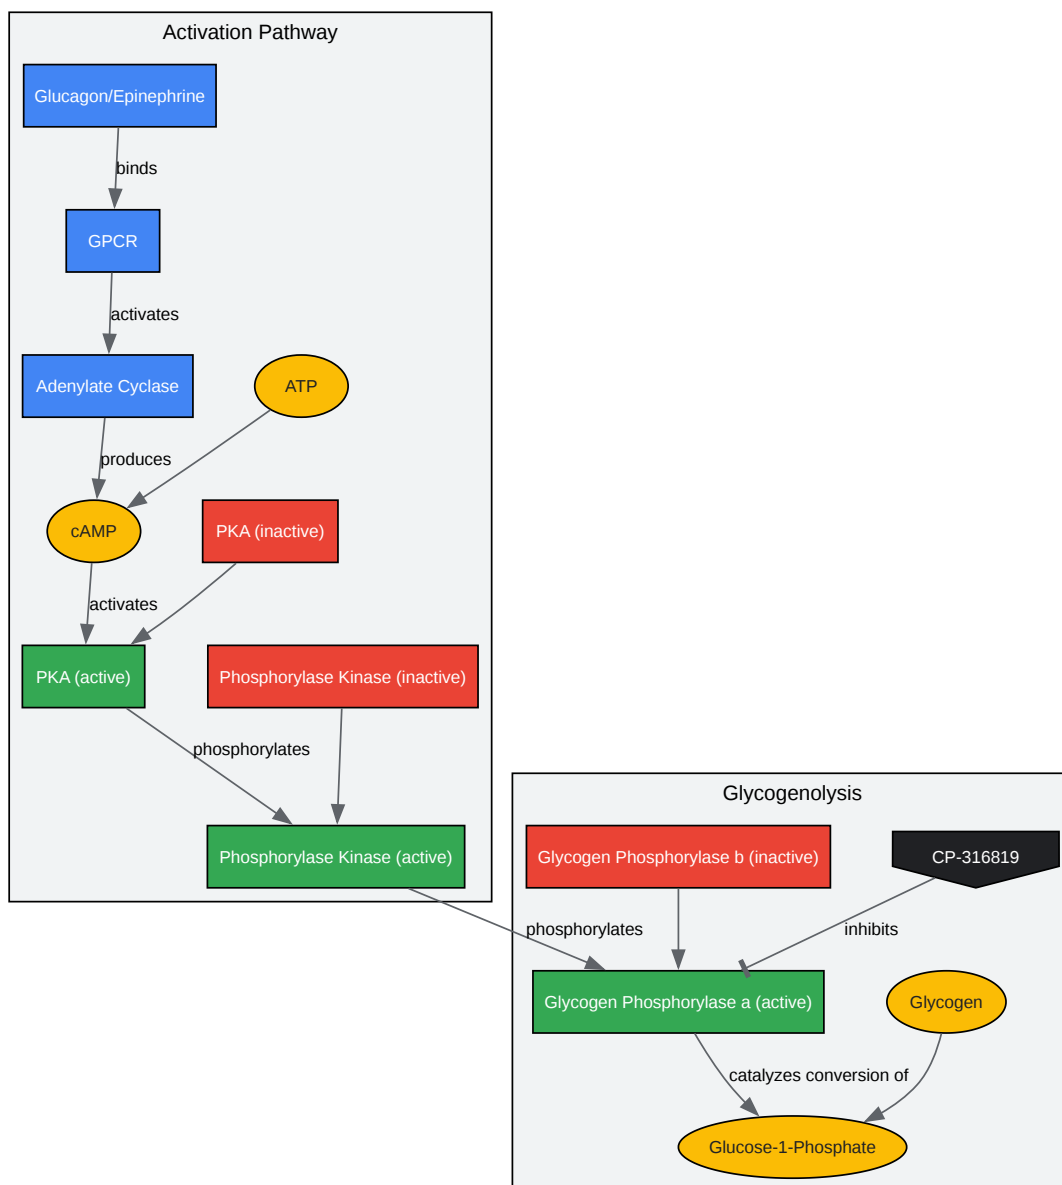 Activation Pathway
Glucagon/Epinephrine
binds
GPCR
activates
Adenylate Cyclase
ATP
produces
cAMP
PKA (inactive)
activates
PKA (active)
Phosphorylase Kinase (inactive)
phosphorylates
Phosphorylase Kinase (active)
Glycogenolysis
Glycogen Phosphorylase b (inactive)
CP-316819
phosphorylates
inhibits
Glycogen Phosphorylase a (active)
Glycogen
catalyzes conversion of
Glucose-1-Phosphate